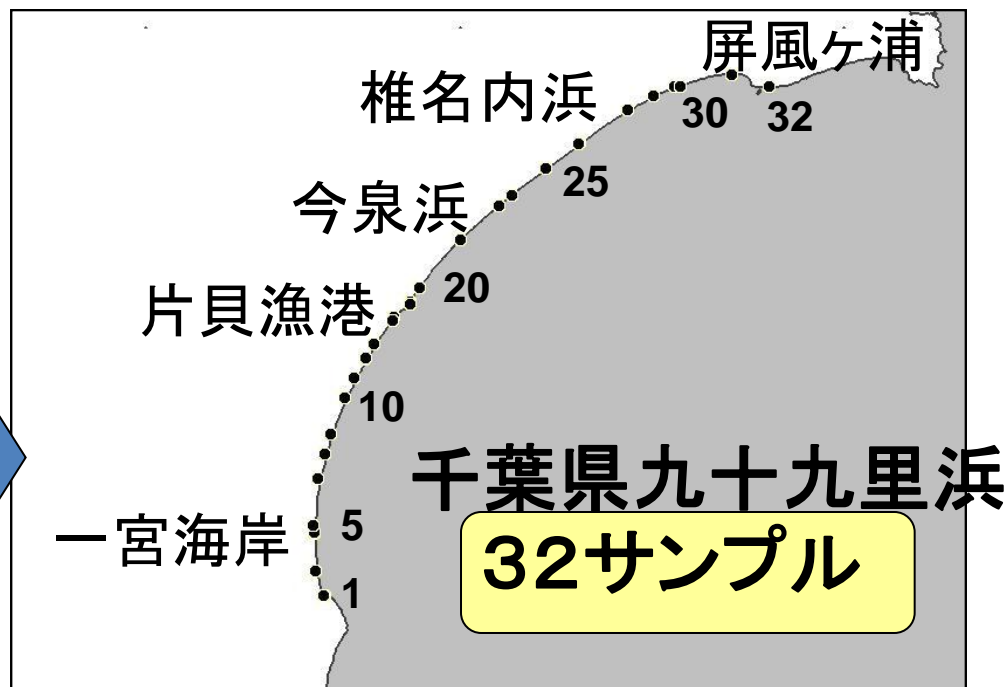 屏風ヶ浦
椎名内浜
30
32
25
今泉浜
20
片貝漁港
10
千葉県九十九里浜
5
一宮海岸
32サンプル
1